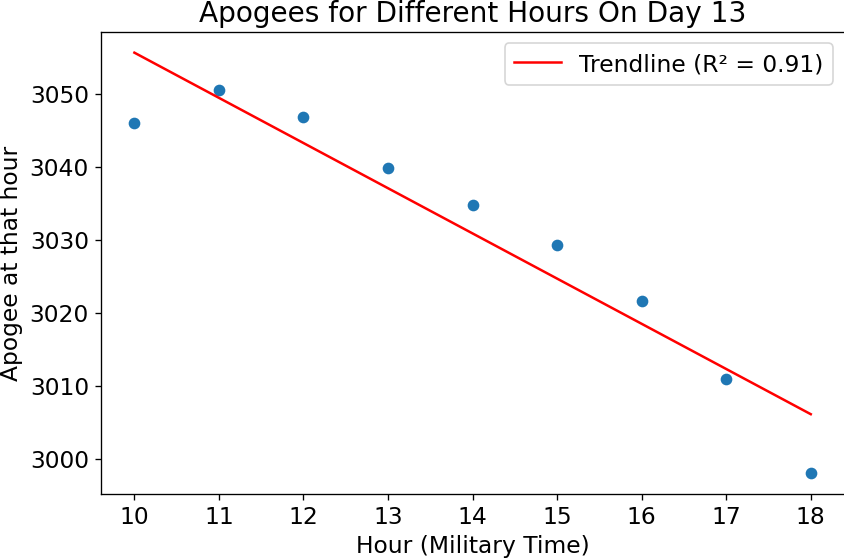 Apogees for Different Hours On Day 13
Trendline (R² = 0.91)
Apogee at that hour
3050
3040
3030
3020
3010
3000
10 11 12 13 14 15 16 17 18
Hour (Military Time)